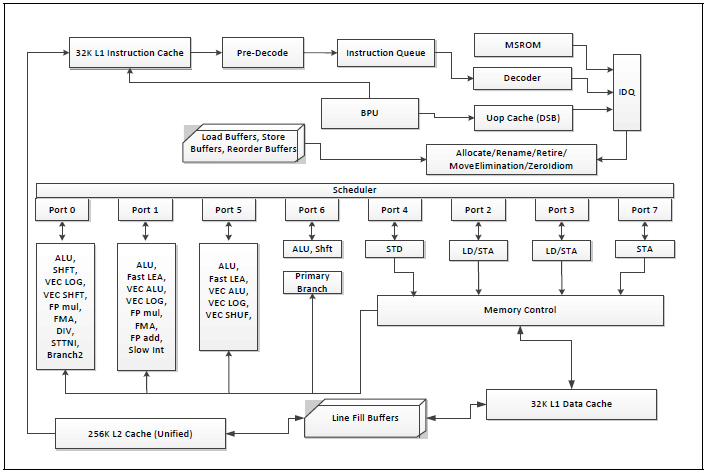 32K L1 Instruction Cache
Pre-Decode
Instruction Queue
MSROM
Decoder
IDQ
BPU
Uop Cache (DSB)
Load Buffers, Store
Buffers, Reorder Buffers
Allocate/Rename/Retire/
MoveElimination/ZeroIdiom
Scheduler
Port 0
Port 1
Port 5
Port 6
Port 4
Port 2
Port 3
Port 7
ALU,
SHFT,
VEC LOG,
VEC SHFT,
FP mul,
FMA,
DIV,
STTNI,
Branch2
ALU,
Fast LEA,
VEC ALU,
VEC LOG,
FP mul,
FMA,
FP add,
Slow Int
ALU,
Fast LEA,
VEC ALU,
VEC LOG,
VEC SHUF,
ALU, Shft
Primary
Branch
STD
LD/STA
LD/STA
STA
Memory Control
32K L1 Data Cache
Line Fill Buffers
256K L2 Cache (Unified)